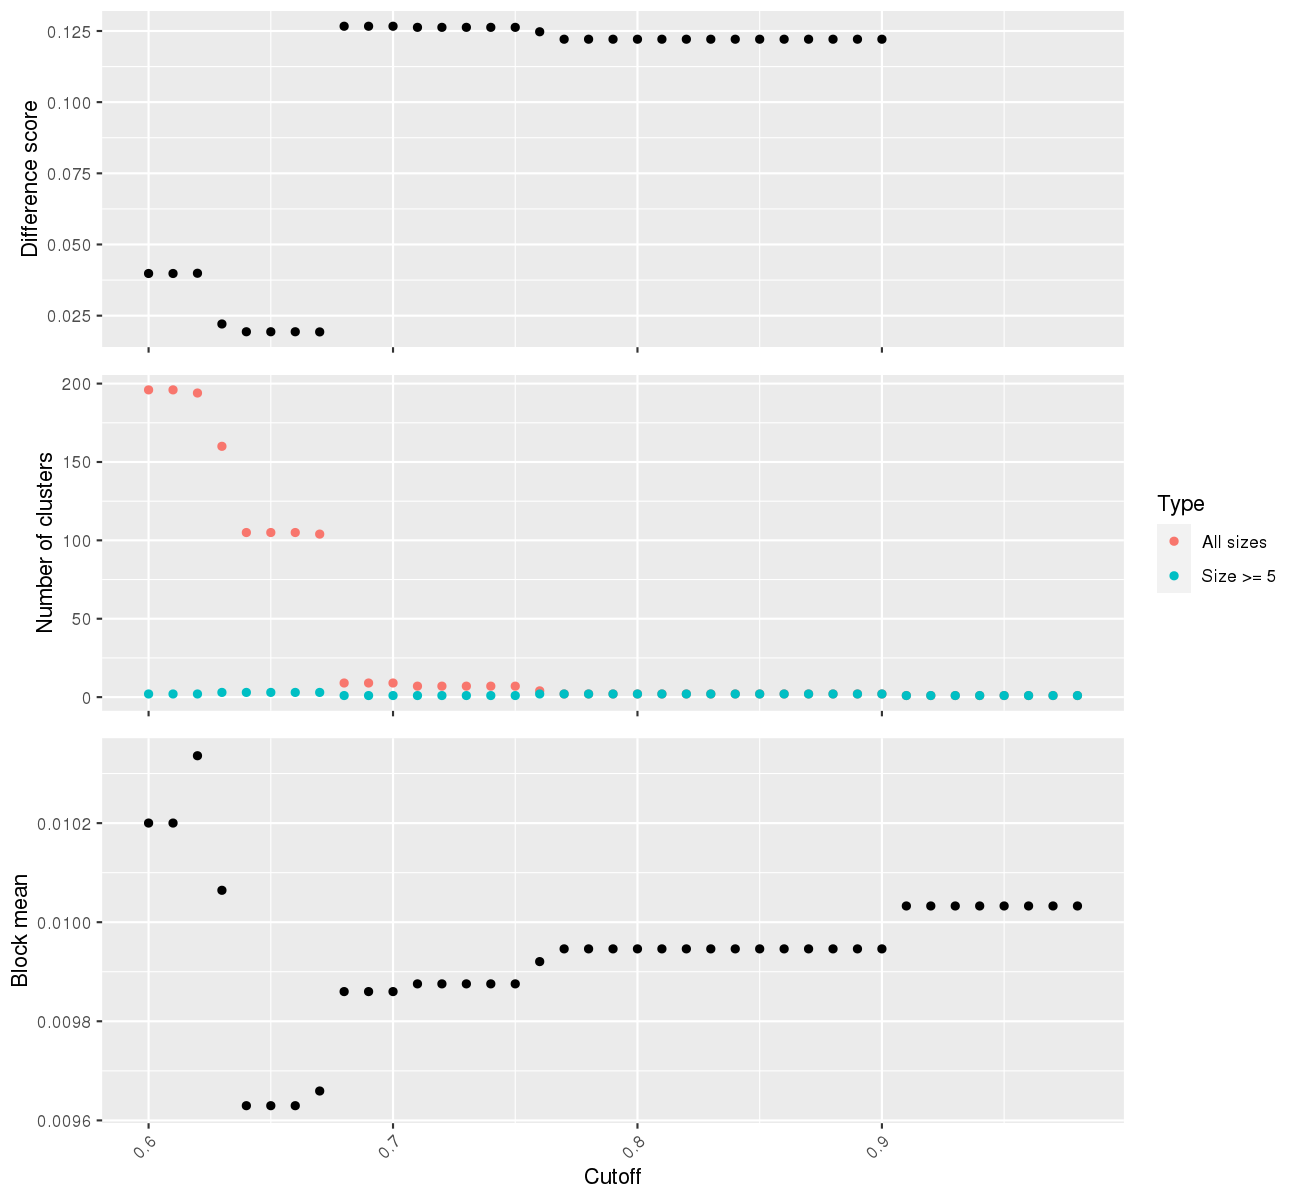 Difference score
0.125
0.100
0.075
0.050
0.025
Number of clusters
200
150
100
50
0
Type
All sizes
Size >= 5
Block mean
0.0102
0.0100
0.0098
0.0096
0.6 0.7 0.8 0.9
Cutoff